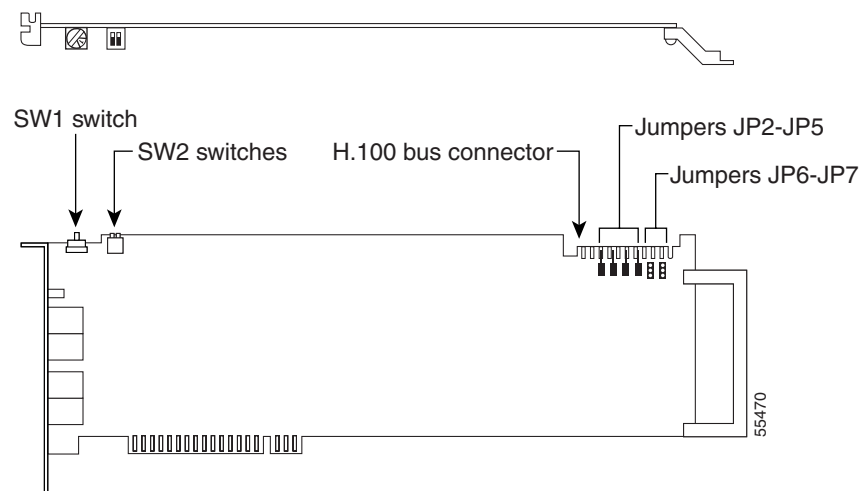 SW1 switch
SW2 switches
H.100 bus connector
Jumpers JP2-JP5
Jumpers JP6-JP7
55470